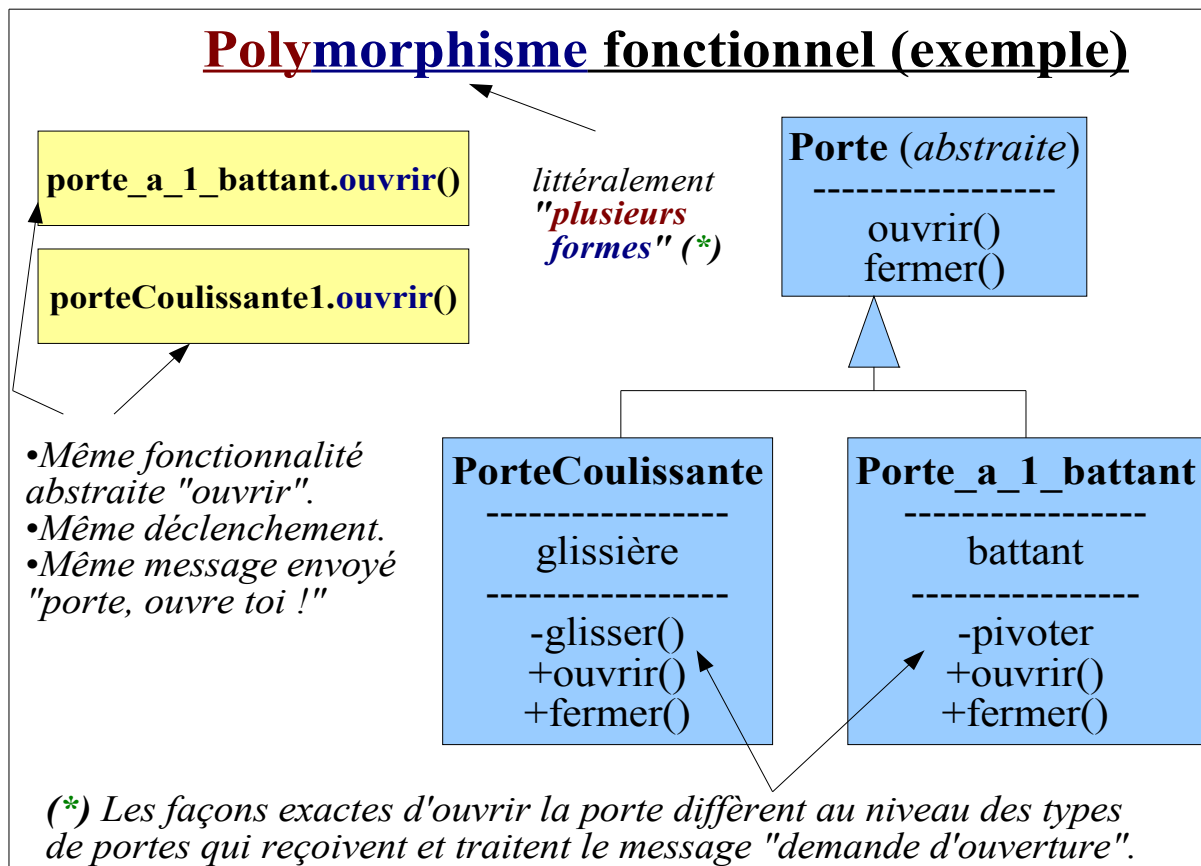 Polymorphisme fonctionnel (exemple)
porte_a_1_battant.ouvrir()
porteCoulissante1.ouvrir()
littéralement
"plusieurs
formes" (*)
Porte (abstraite)
-----------------
ouvrir()
fermer()
•Même fonctionnalité
abstraite "ouvrir".
•Même déclenchement.
•Même message envoyé
"porte, ouvre toi !"
PorteCoulissante
-----------------
glissière
-----------------
-glisser()
+ouvrir()
+fermer()
Porte_a_1_battant
-----------------
battant
----------------
-pivoter
+ouvrir()
+fermer()
(*) Les façons exactes d'ouvrir la porte diffèrent au niveau des types
de portes qui reçoivent et traitent le message "demande d'ouverture".